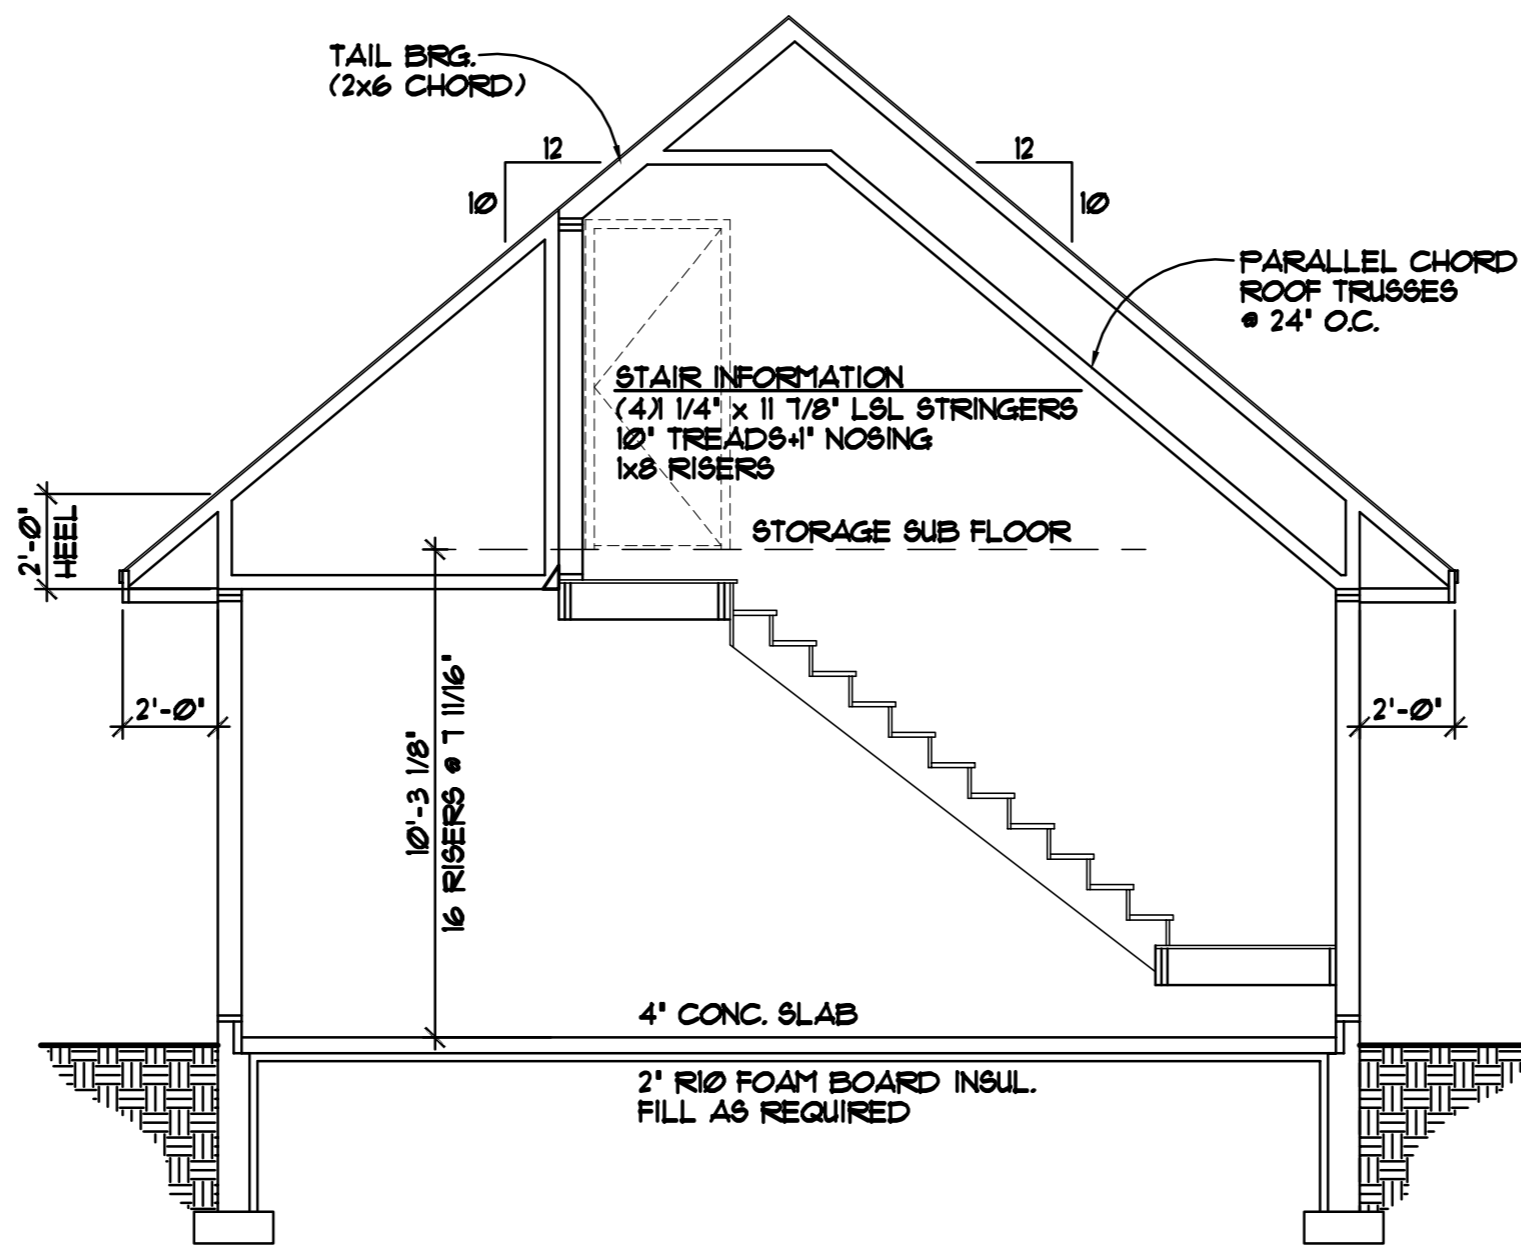 TAIL BRG.
(2x6 CHORD)
12
10
12
10
PARALLEL CHORD
ROOF TRUSSES
@ 24" O.C.
STAIR INFORMATION
(4)1 1/4" x 11 7/8" LSL STRINGERS
10" TREADS+1" NOSING
1x8 RISERS
STORAGE SUB FLOOR
2'-0"
HEEL
2'-0"
2'-0"
10'-3 1/8"
16 RISERS @ 7 11/16"
4" CONC. SLAB
2" R10 FOAM BOARD INSUL.
FILL AS REQUIRED